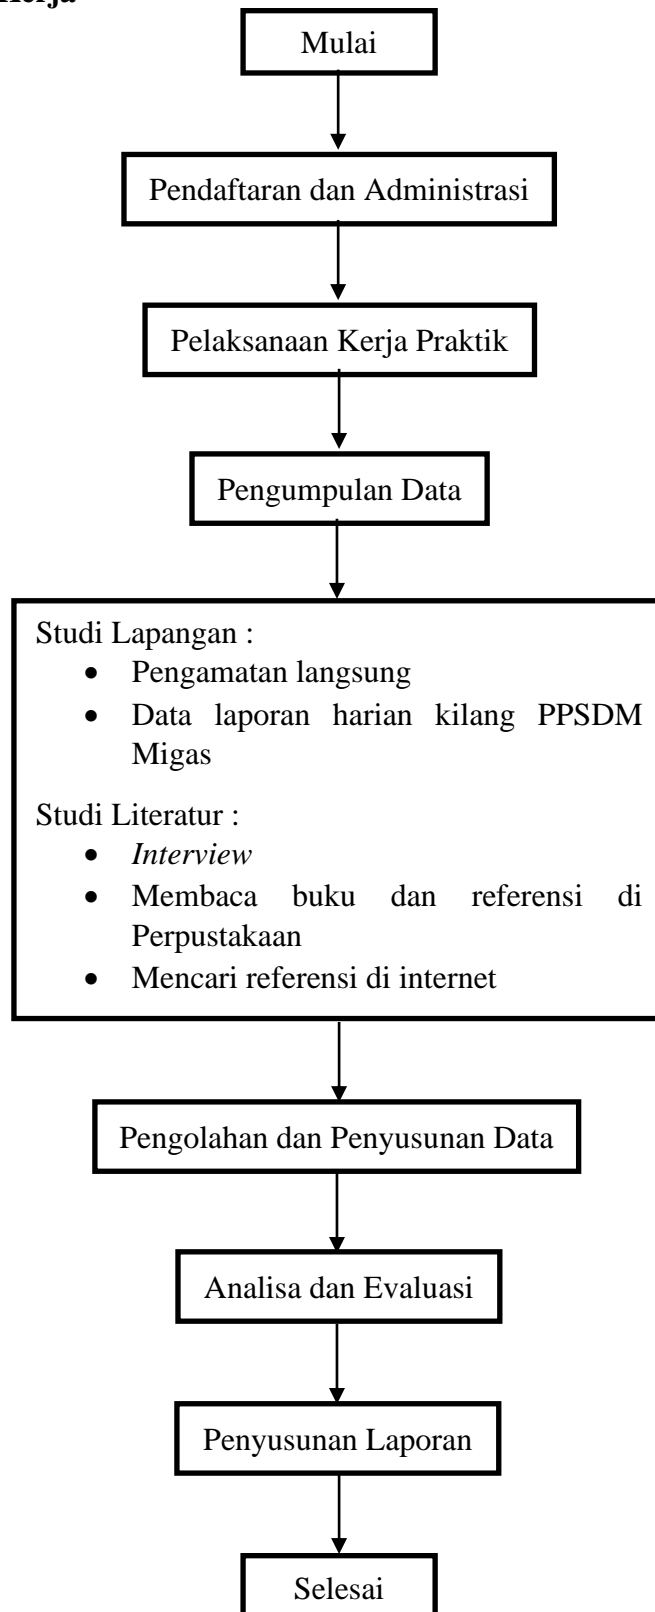 Kerja
Mulai
Pendaftaran dan Administrasi
Pelaksanaan Kerja Praktik
Pengumpulan Data
Studi Lapangan :
• Pengamatan langsung
• Data laporan harian kilang PPSDM
Migas
Studi Literatur :
• Interview
• Membaca buku dan referensi di
Perpustakaan
• Mencari referensi di internet
Pengolahan dan Penyusunan Data
Analisa dan Evaluasi
Penyusunan Laporan
Selesai